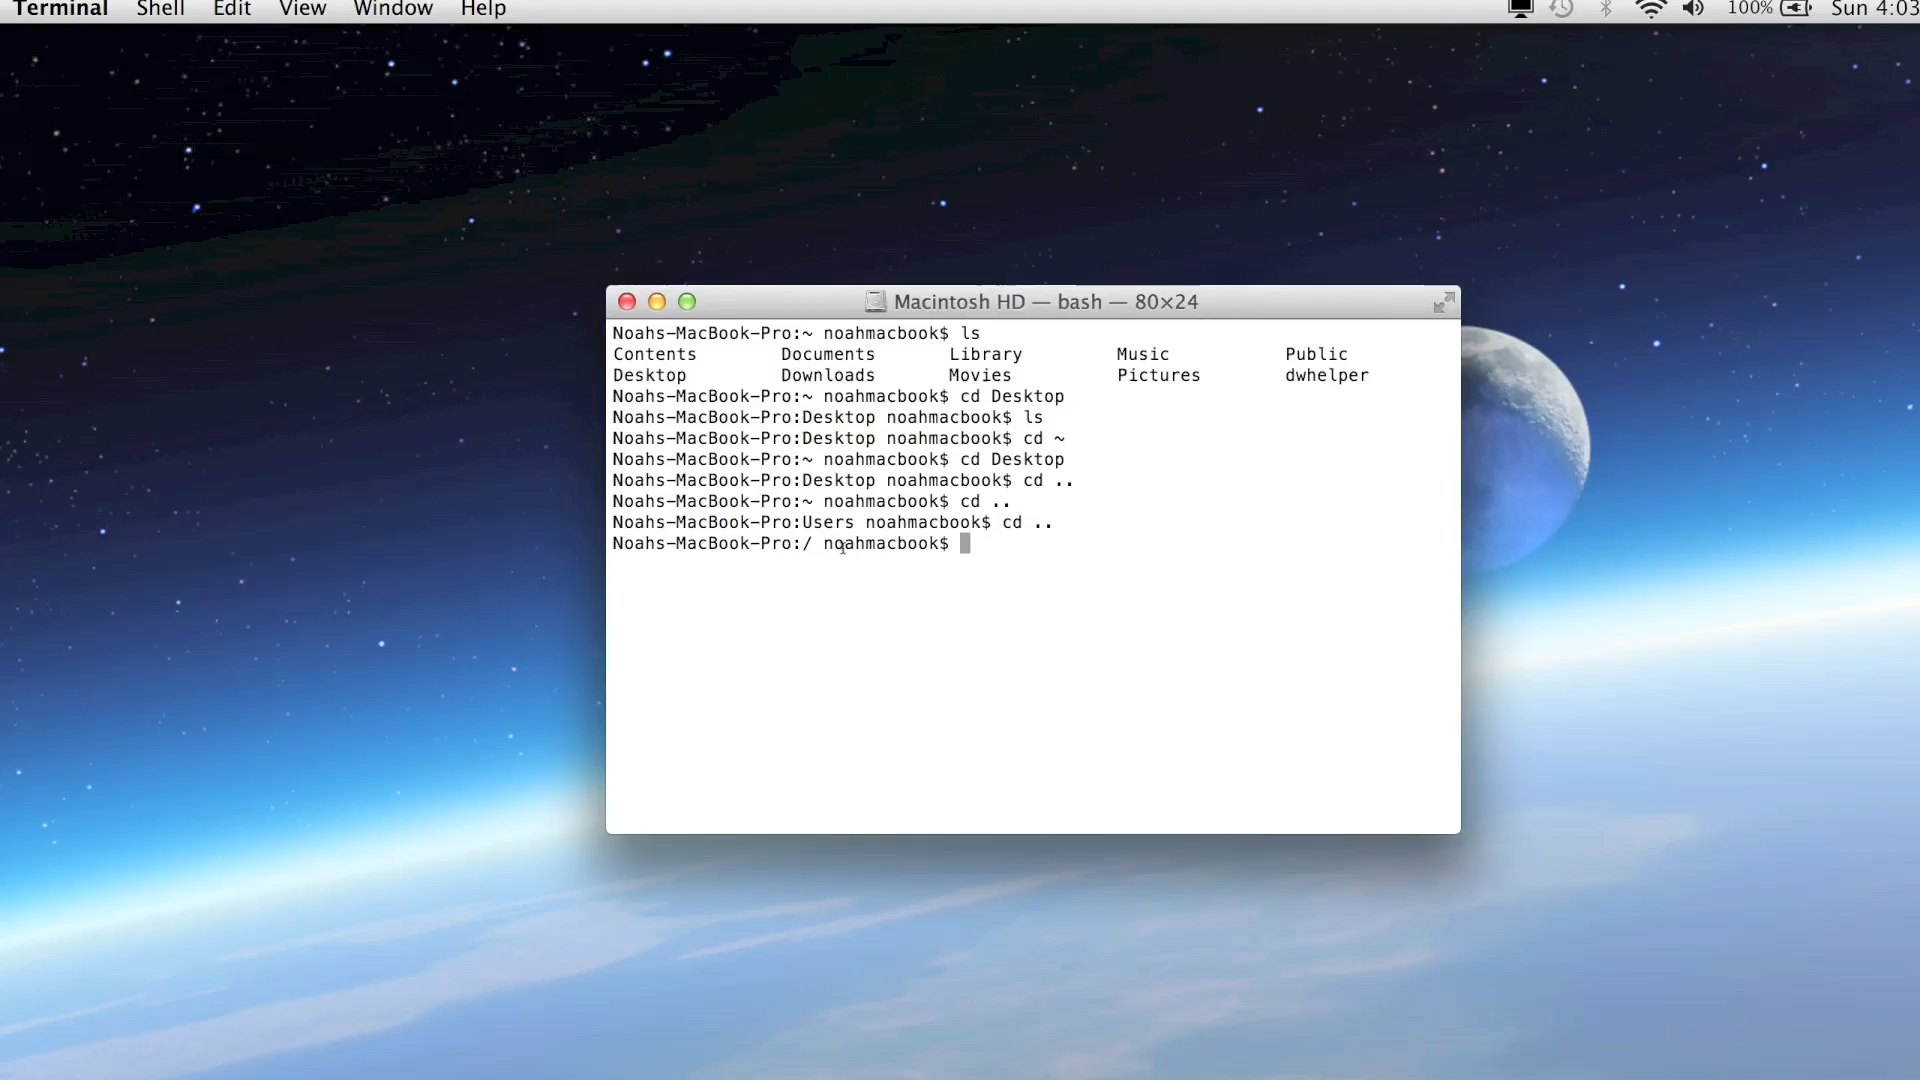 Terminal Shell Edit View Window Help 100% Sun 4:03
Macintosh HD — bash — 80×24
Noahs-MacBook-Pro:~ noahmacbook$ ls
Contents Documents Library Music Public
Desktop Downloads Movies Pictures dwhelper
Noahs-MacBook-Pro:~ noahmacbook$ cd Desktop
Noahs-MacBook-Pro:Desktop noahmacbook$ ls
Noahs-MacBook-Pro:Desktop noahmacbook$ cd ~
Noahs-MacBook-Pro:~ noahmacbook$ cd Desktop
Noahs-MacBook-Pro:Desktop noahmacbook$ cd ..
Noahs-MacBook-Pro:~ noahmacbook$ cd ..
Noahs-MacBook-Pro:Users noahmacbook$ cd ..
Noahs-MacBook-Pro:/ noahmacbook$